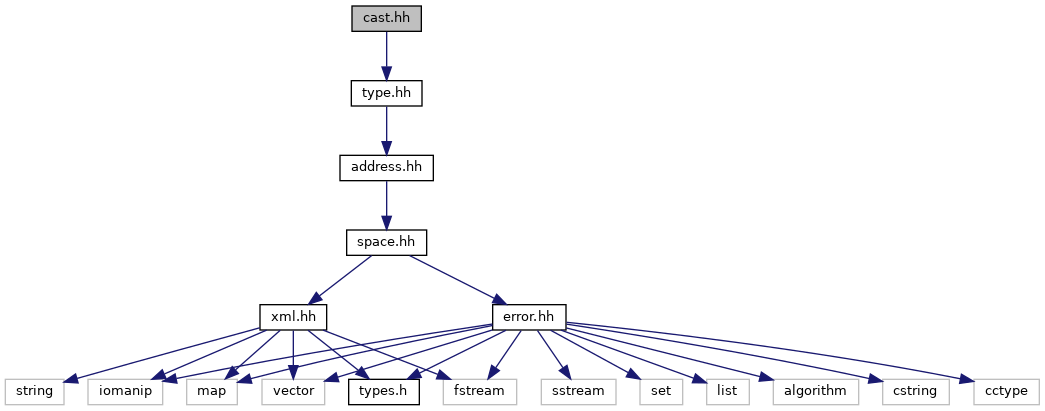 cast.hh
type.hh
address.hh
space.hh
xml.hh
error.hh
string
iomanip
map
vector
types.h
fstream
sstream
set
list
algorithm
cstring
cctype